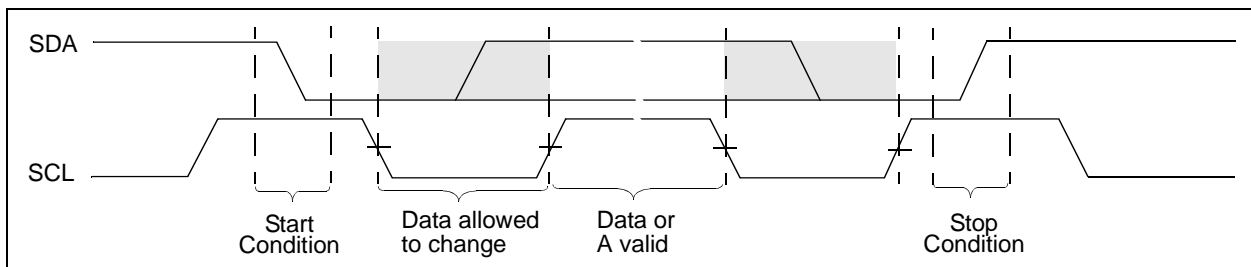 SDA
SCL
Start
Condition
Data allowed
to change
Data or
A valid
Stop
Condition